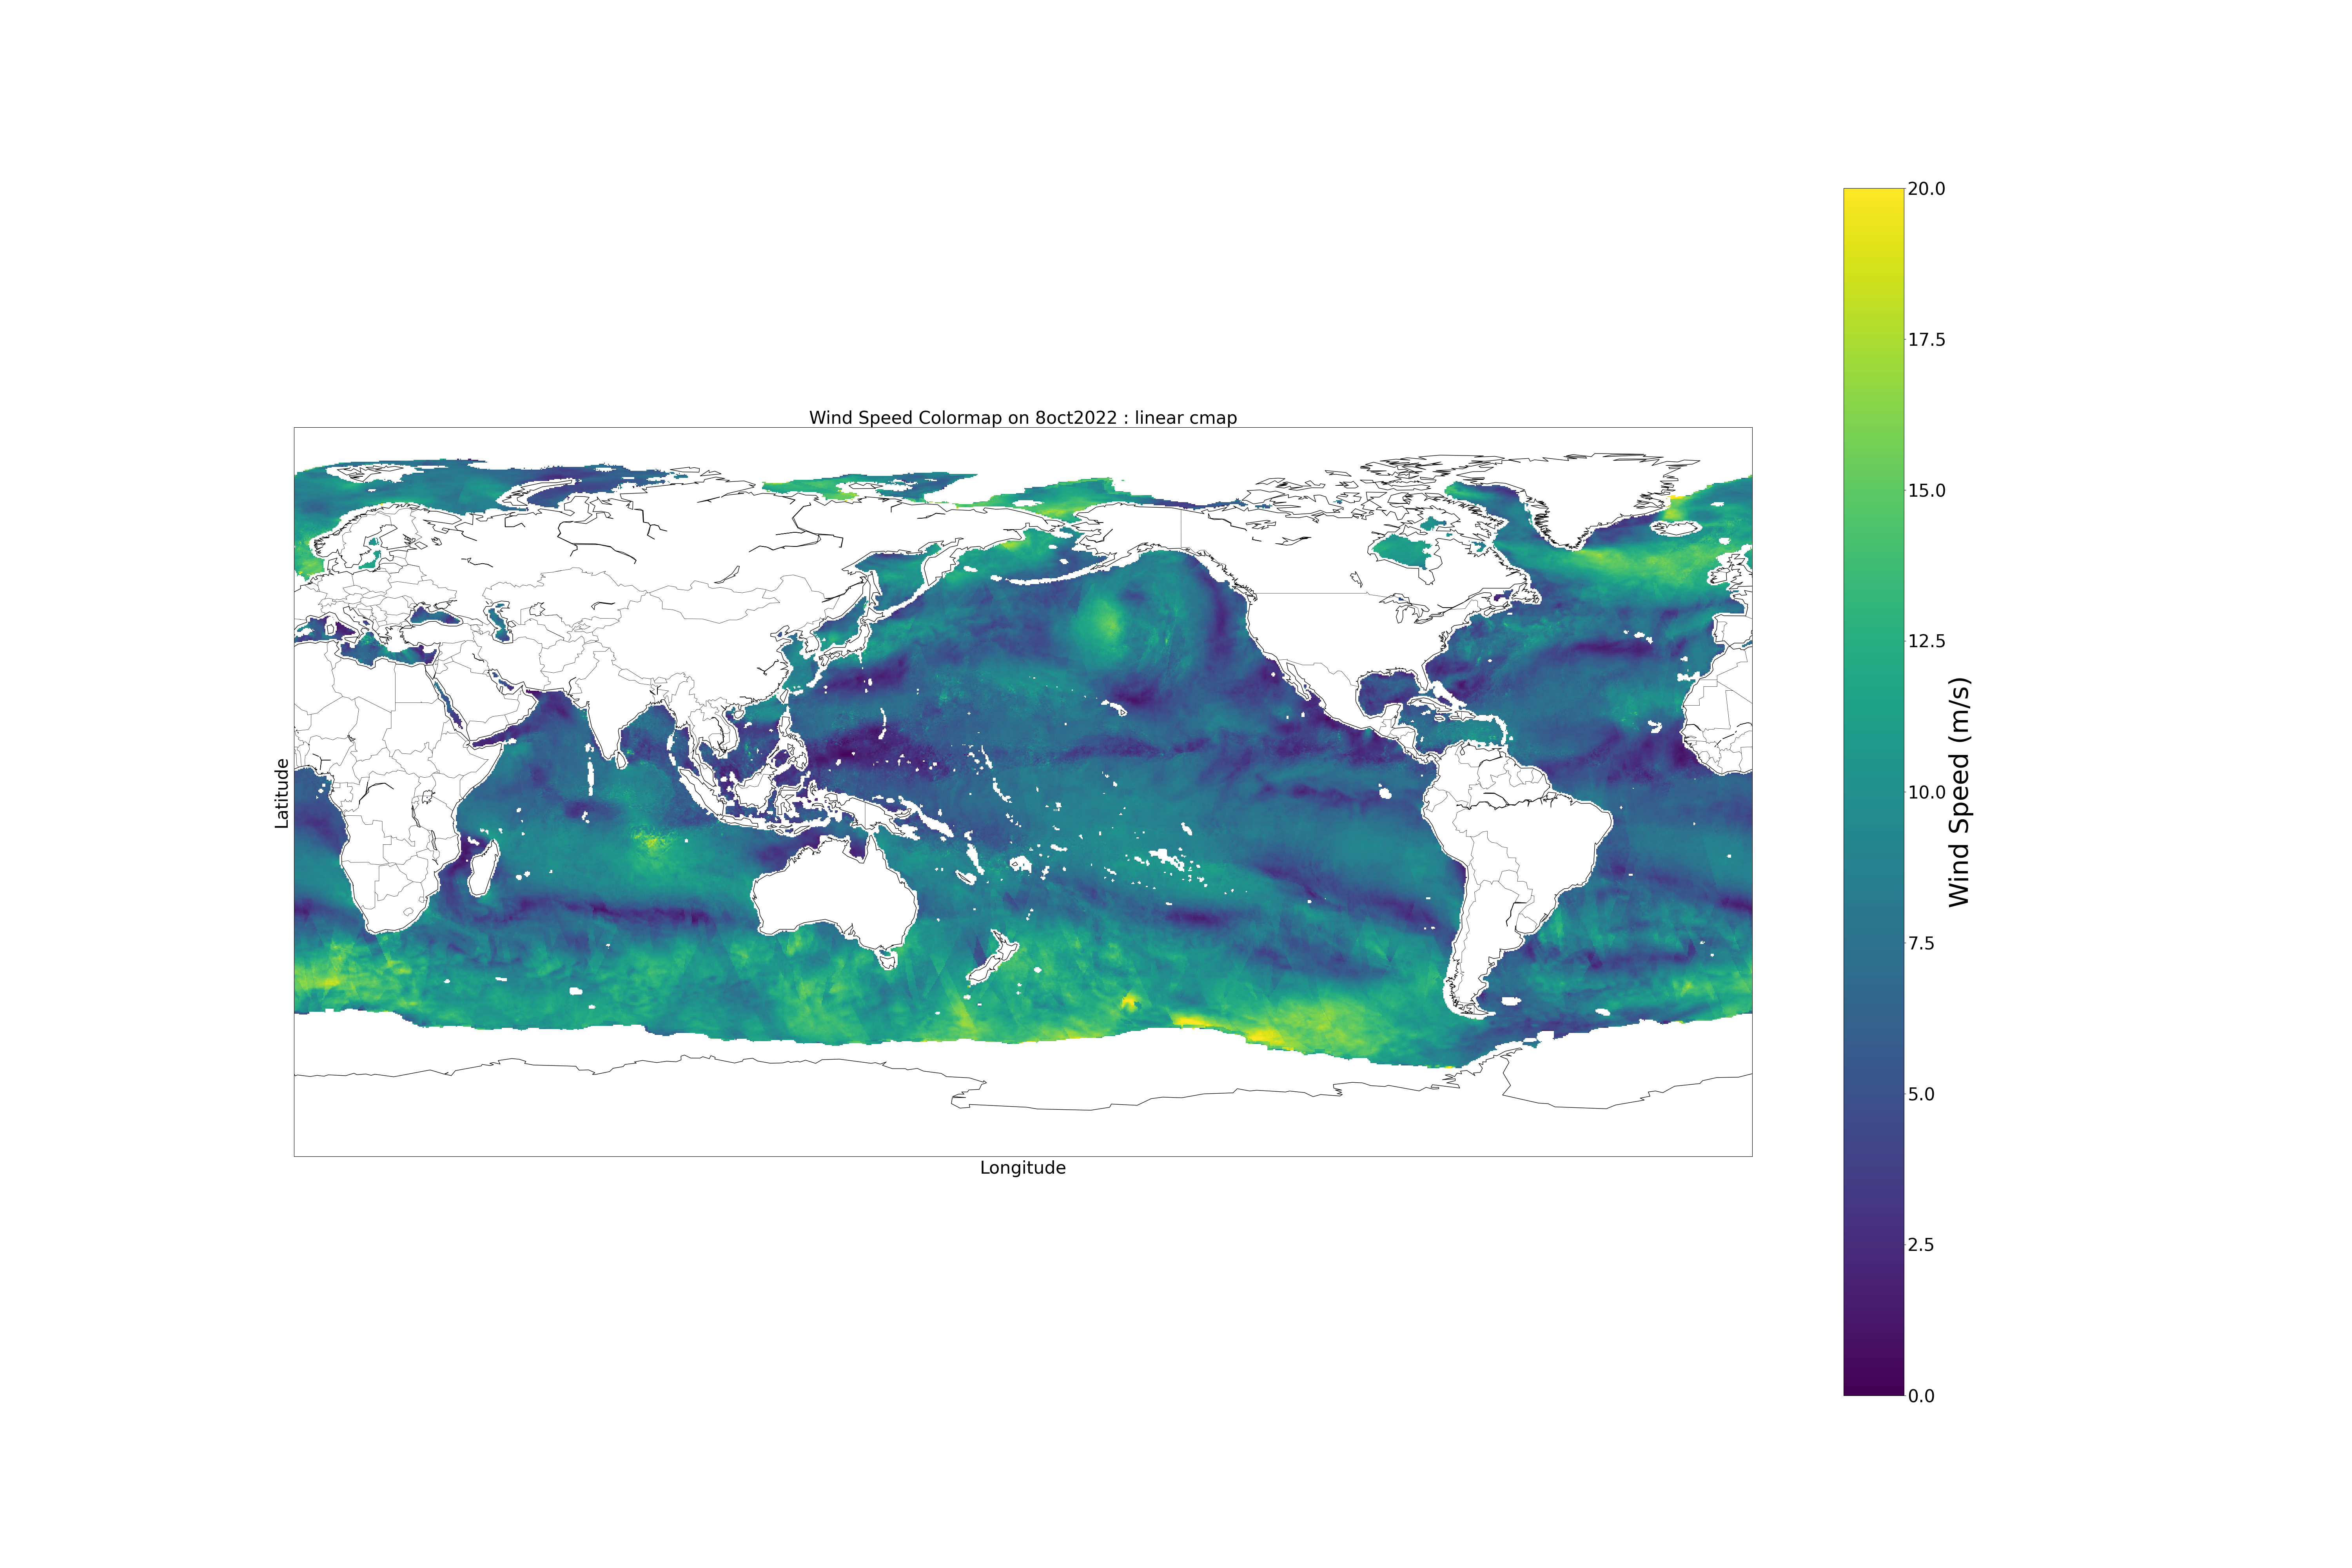 Wind Speed Colormap on 8oct2022 : linear cmap
Latitude
Longitude
20.0
17.5
15.0
12.5
10.0
7.5
5.0
2.5
0.0
Wind Speed (m/s)